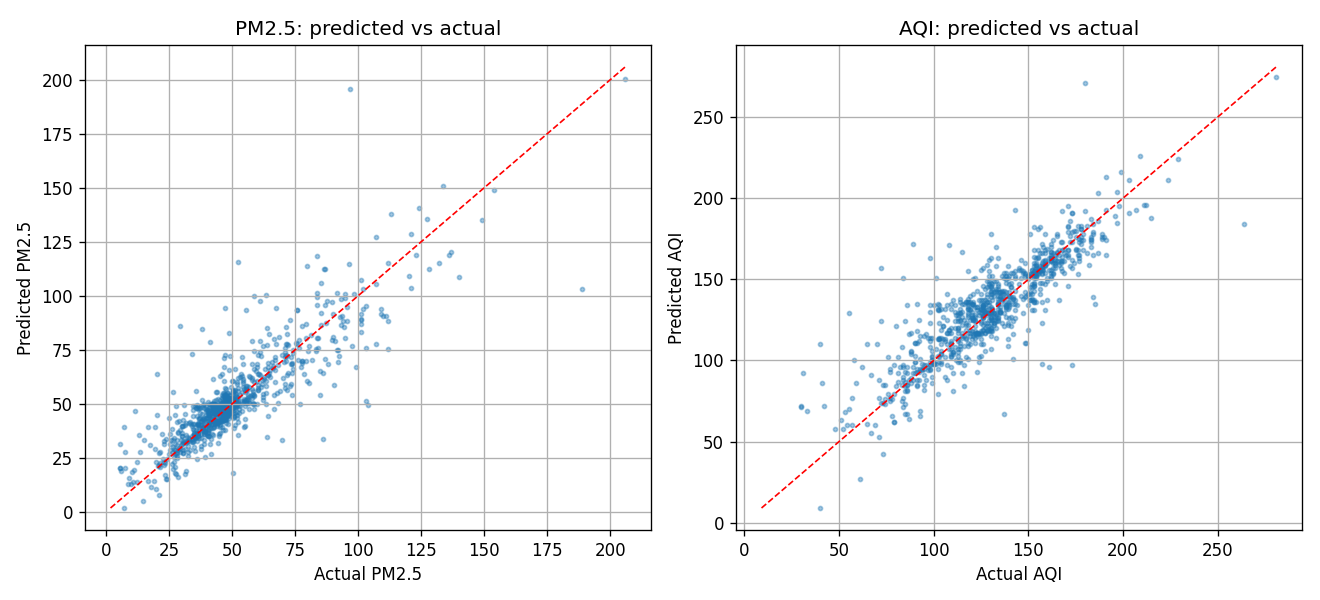 PM2.5: predicted vs actual
200
175
150
125
100
75
50
25
0
Predicted PM2.5
0 25 50 75 100 125 150 175 200
Actual PM2.5
AQI: predicted vs actual
250
200
150
100
50
0
Predicted AQI
0 50 100 150 200 250
Actual AQI